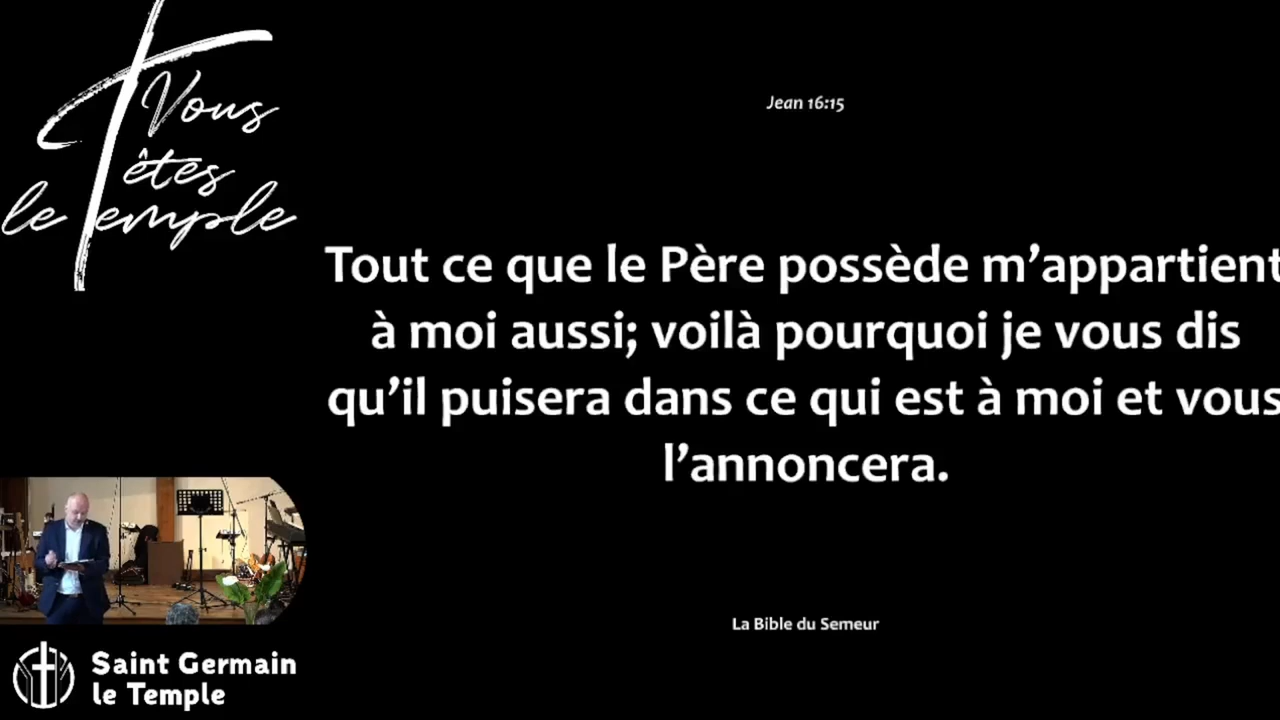 Vous
êtes
le Temple
Jean 16:15
Tout ce que le Père possède m’appartient
à moi aussi; voilà pourquoi je vous dis
qu’il puisera dans ce qui est à moi et vous
l’annoncera.
La Bible du Semeur
Saint Germain
le Temple